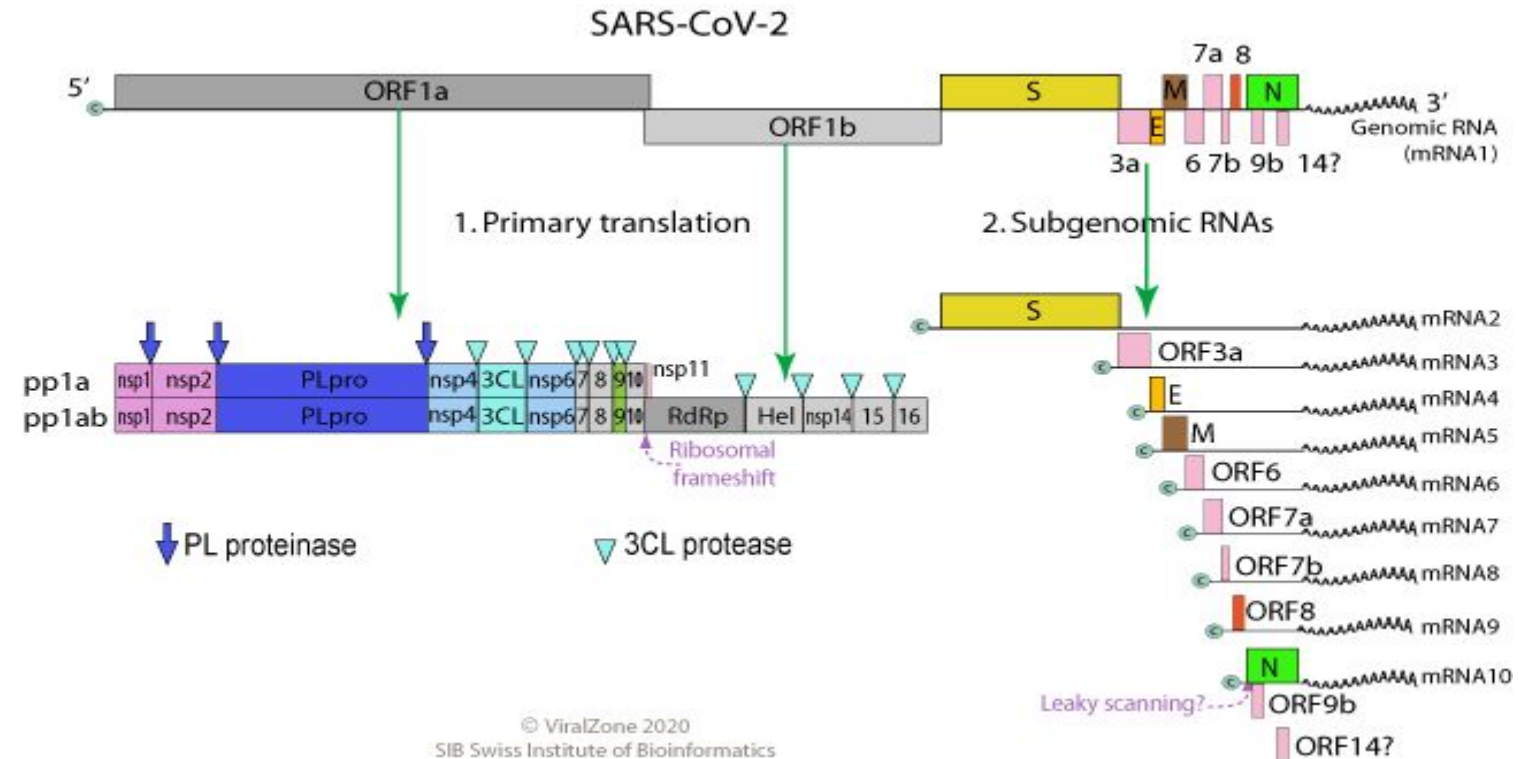 SARS-CoV-2
7a 8
5’ ORF1a S M N 3’
ORF1b E Genomic RNA
(mRNA1)
3a 6 7b 9b 14?
1. Primary translation 2. Subgenomic RNAs
c S mRNA2
c ORF3a mRNA3
c E mRNA4
c M mRNA5
c ORF6 mRNA6
c ORF7a mRNA7
c ORF7b mRNA8
c ORF8 mRNA9
c N mRNA10
Leaky scanning? ORF9b
ORF14?
pp1a nsp1 nsp2 PLpro nsp4 3CL nsp6 7 8 9 10 nsp11
pp1ab nsp1 nsp2 PLpro nsp4 3CL nsp6 7 8 9 10 RdRp Hel nsp14 15 16
Ribosomal
frameshift
PL proteinase 3CL protease
© ViralZone 2020
SIB Swiss Institute of Bioinformatics